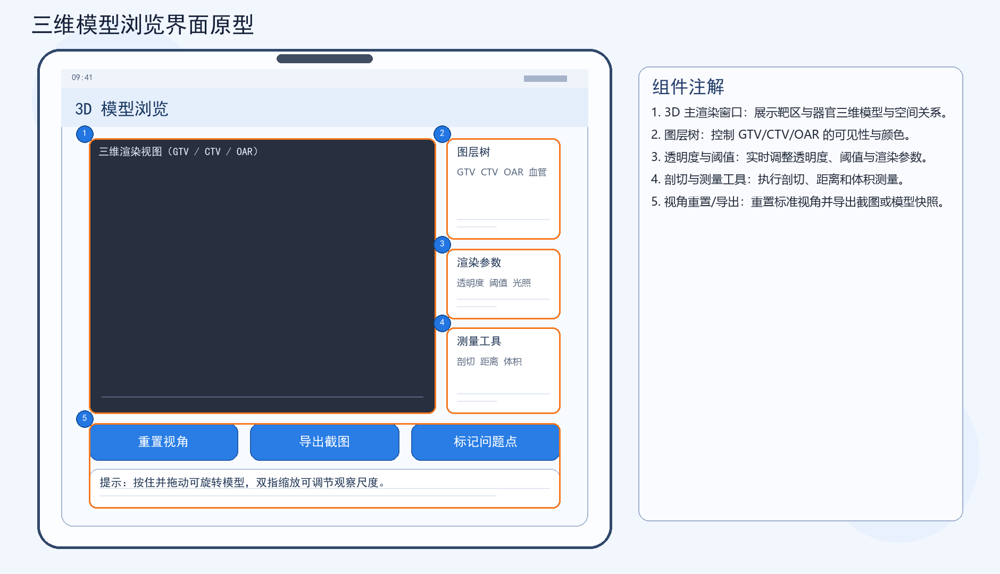 三维模型浏览界面原型
09:41
3D 模型浏览
1
三维渲染视图（GTV / CTV / OAR）
2
图层树
GTV CTV OAR 血管
3
渲染参数
透明度 阈值 光照
4
测量工具
剖切 距离 体积
5
重置视角
导出截图
标记问题点
提示：按住并拖动可旋转模型，双指缩放可调节观察尺度。
组件注解
1. 3D 主渲染窗口：展示靶区与器官三维模型与空间关系。
2. 图层树：控制 GTV/CTV/OAR 的可见性与颜色。
3. 透明度与阈值：实时调整透明度、阈值与渲染参数。
4. 剖切与测量工具：执行剖切、距离和体积测量。
5. 视角重置/导出：重置标准视角并导出截图或模型快照。